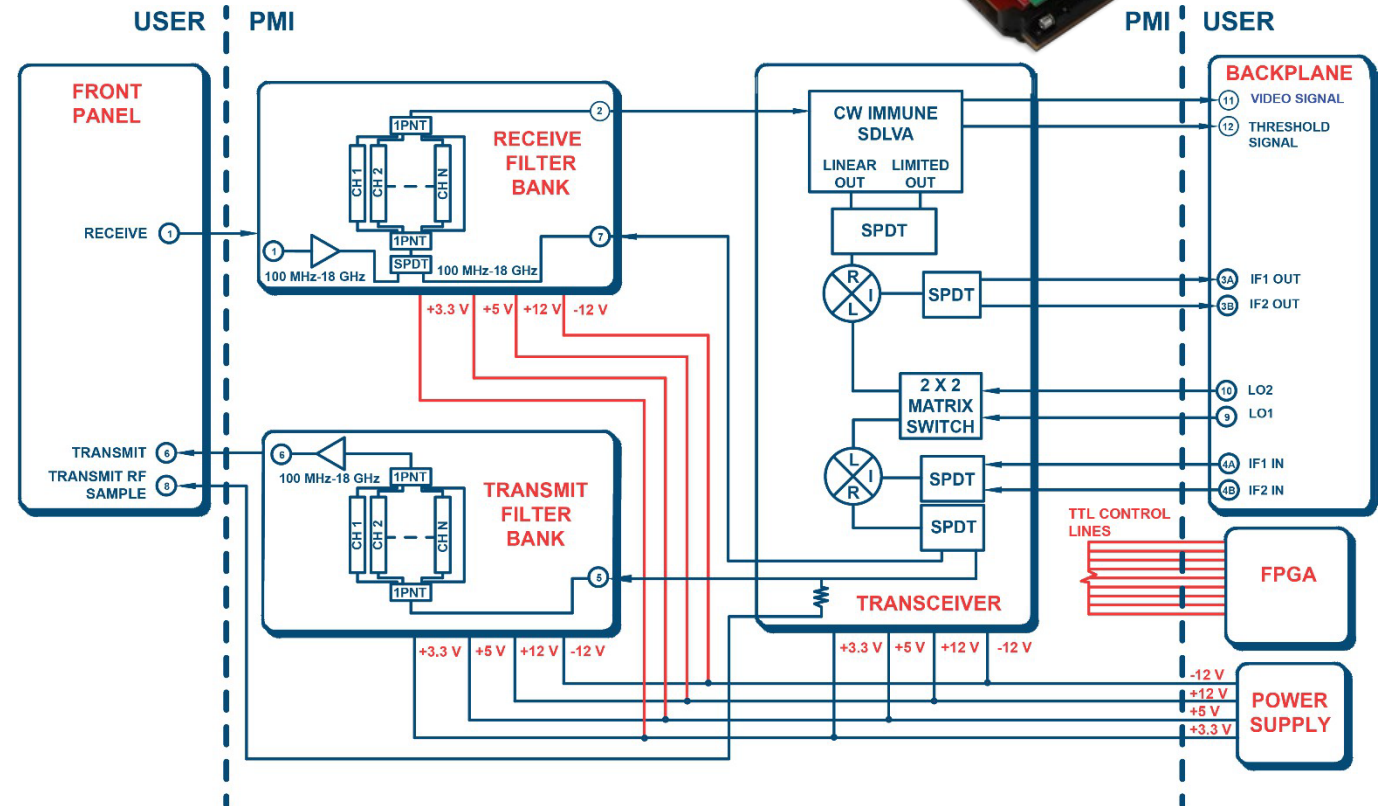 USER
PMI
PMI
USER
FRONT
PANEL
RECEIVE
1
TRANSMIT
6
TRANSMIT RF
SAMPLE
8
1PNT
CH 1
CH 2
CH N
1PNT
SPDT
RECEIVE
FILTER
BANK
2
7
1
100 MHz-18 GHz
100 MHz-18 GHz
+3.3 V
+5 V
+12 V
-12 V
6
100 MHz-18 GHz
1PNT
CH 1
CH 2
CH N
1PNT
TRANSMIT
FILTER
BANK
5
+3.3 V
+5 V
+12 V
-12 V
CW IMMUNE
SDLVA
LINEAR
OUT
LIMITED
OUT
SPDT
R
I
L
SPDT
2 X 2
MATRIX
SWITCH
L
I
R
SPDT
SPDT
TRANSCEIVER
+3.3 V
+5 V
+12 V
-12 V
BACKPLANE
11
VIDEO SIGNAL
12
THRESHOLD
SIGNAL
3A
IF1 OUT
3B
IF2 OUT
10
LO2
9
LO1
4A
IF1 IN
4B
IF2 IN
TTL CONTROL
LINES
FPGA
-12 V
+12 V
+5 V
+3.3 V
POWER
SUPPLY